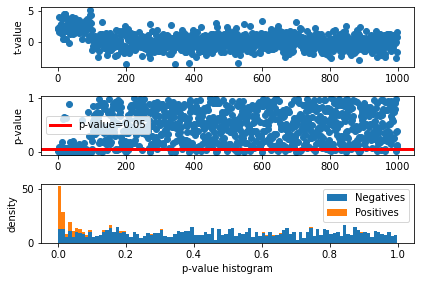 5
0
t-value
0 200 400 600 800 1000
1
0
p-value
p-value=0.05
0 200 400 600 800 1000
50
0
density
Negatives
Positives
0.0 0.2 0.4 0.6 0.8 1.0
p-value histogram